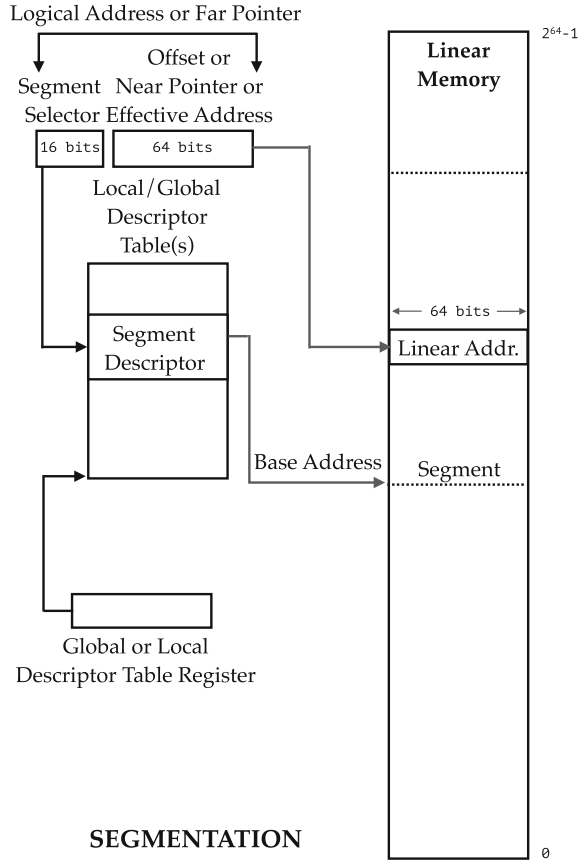 Logical Address or Far Pointer
Offset or
Segment Near Pointer or
Selector Effective Address
16 bits 64 bits
Local/Global
Descriptor
Table(s)
Segment
Descriptor
Base Address
Global or Local
Descriptor Table Register
SEGMENTATION
2⁶⁴-1
Linear
Memory
64 bits
Linear Addr.
Segment
0